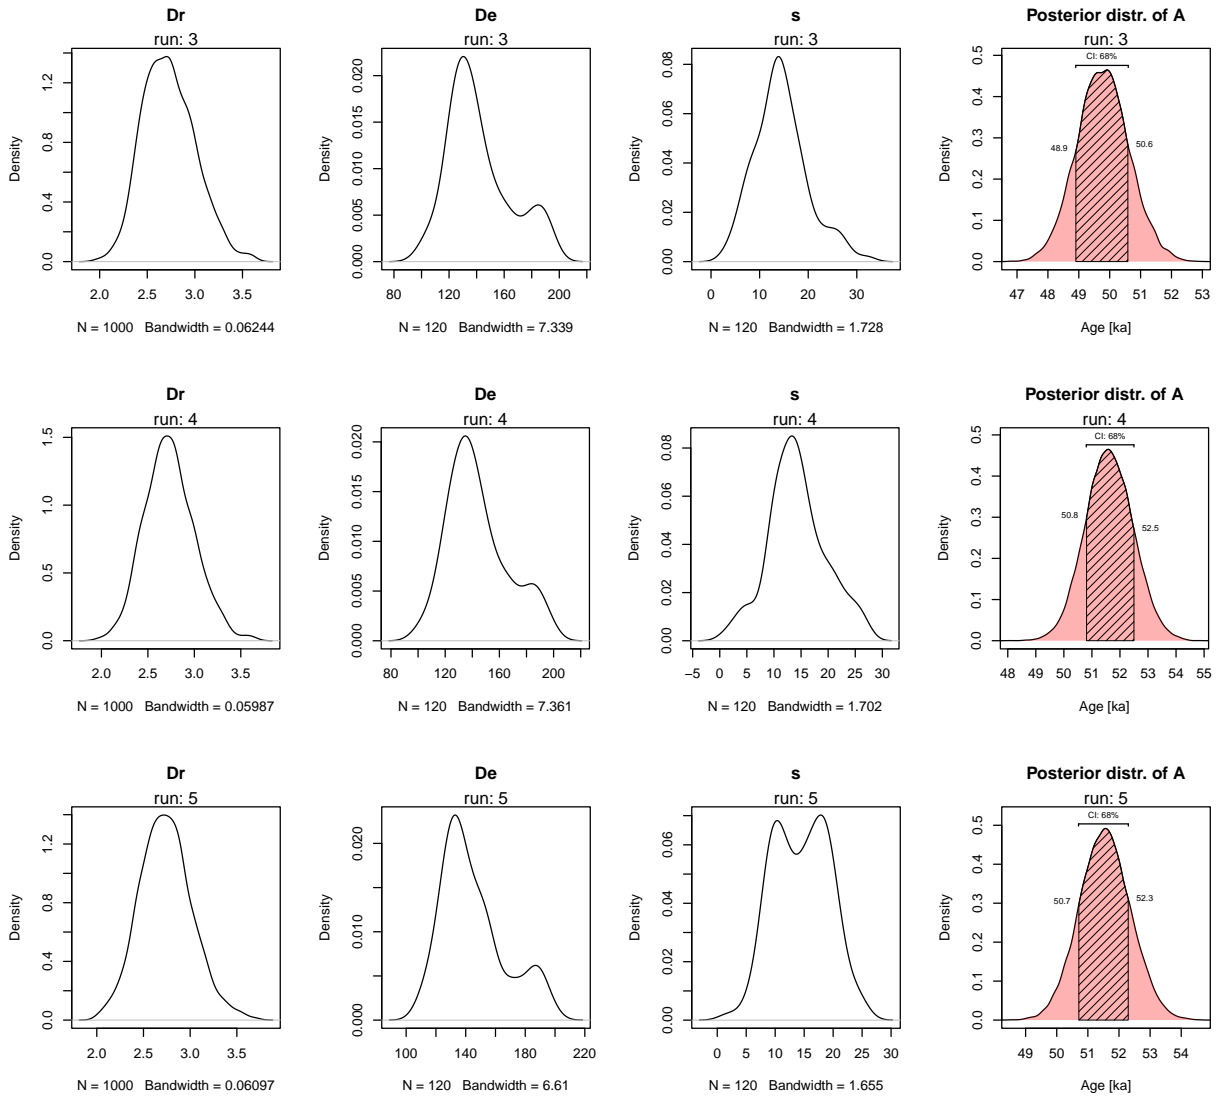 Dr
run: 3
Density
0.0 0.4 0.8 1.2
2.0 2.5 3.0 3.5
N = 1000 Bandwidth = 0.06244
De
run: 3
Density
0.000 0.005 0.010 0.015 0.020
80 120 160 200
N = 120 Bandwidth = 7.339
s
run: 3
Density
0.00 0.02 0.04 0.06 0.08
0 10 20 30
N = 120 Bandwidth = 1.728
Posterior distr. of A
run: 3
CI: 68%
48.9
50.6
Density
0.0 0.1 0.2 0.3 0.4 0.5
47 48 49 50 51 52 53
Age [ka]
Dr
run: 4
Density
0.0 0.5 1.0 1.5
2.0 2.5 3.0 3.5
N = 1000 Bandwidth = 0.05987
De
run: 4
Density
0.000 0.005 0.010 0.015 0.020
80 120 160 200
N = 120 Bandwidth = 7.361
s
run: 4
Density
0.00 0.02 0.04 0.06 0.08
−5 0 5 10 15 20 25 30
N = 120 Bandwidth = 1.702
Posterior distr. of A
run: 4
CI: 68%
50.8
52.5
Density
0.0 0.1 0.2 0.3 0.4 0.5
48 49 50 51 52 53 54 55
Age [ka]
Dr
run: 5
Density
0.0 0.4 0.8 1.2
2.0 2.5 3.0 3.5
N = 1000 Bandwidth = 0.06097
De
run: 5
Density
0.000 0.010 0.020
100 140 180 220
N = 120 Bandwidth = 6.61
s
run: 5
Density
0.00 0.02 0.04 0.06
0 5 10 15 20 25 30
N = 120 Bandwidth = 1.655
Posterior distr. of A
run: 5
CI: 68%
50.7
52.3
Density
0.0 0.1 0.2 0.3 0.4 0.5
49 50 51 52 53 54
Age [ka]